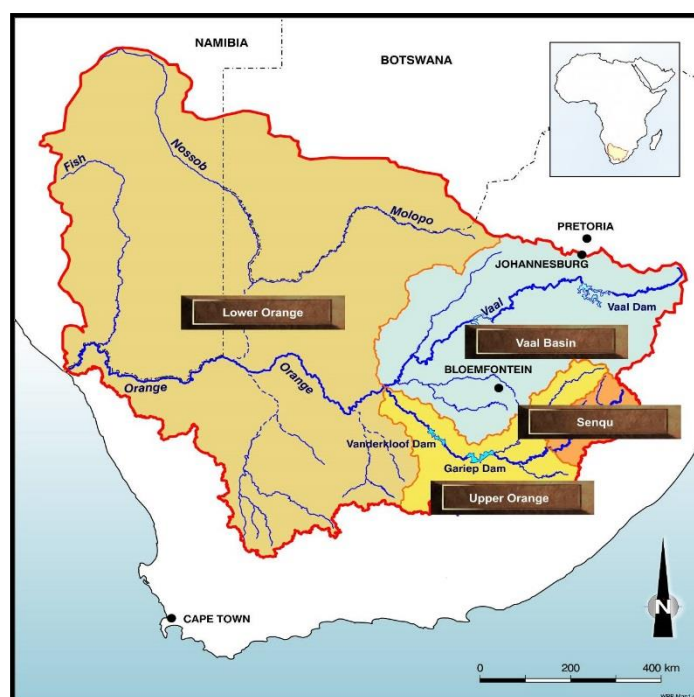 NAMIBIA
BOTSWANA
Fish
Nossob
Molopo
PRETORIA
JOHANNESBURG
Lower Orange
Vaal
Vaal Dam
Vaal Basin
BLOEMFONTEIN
Orange
Orange
Senqu
Vanderkloof Dam
Gariep Dam
Upper Orange
N
CAPE TOWN
0 200 400 km